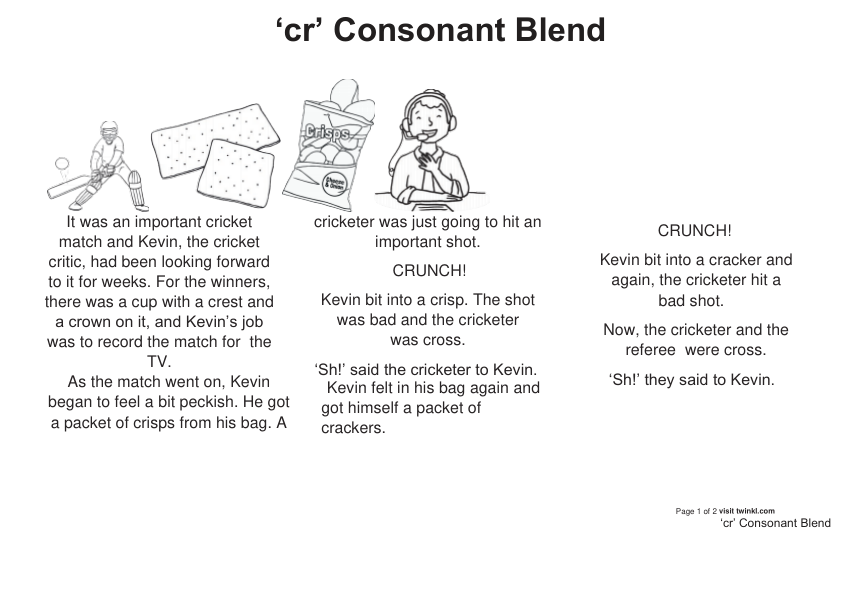 ‘cr’ Consonant Blend
Crisps
Cheese
& Onion
It was an important cricket
match and Kevin, the cricket
critic, had been looking forward
to it for weeks. For the winners,
there was a cup with a crest and
a crown on it, and Kevin’s job
was to record the match for the
TV.
As the match went on, Kevin
began to feel a bit peckish. He got
a packet of crisps from his bag. A
cricketer was just going to hit an
important shot.
CRUNCH!
Kevin bit into a crisp. The shot
was bad and the cricketer
was cross.
‘Sh!’ said the cricketer to Kevin.
Kevin felt in his bag again and
got himself a packet of
crackers.
CRUNCH!
Kevin bit into a cracker and
again, the cricketer hit a
bad shot.
Now, the cricketer and the
referee were cross.
‘Sh!’ they said to Kevin.
Page 1 of 2 visit twinkl.com
‘cr’ Consonant Blend